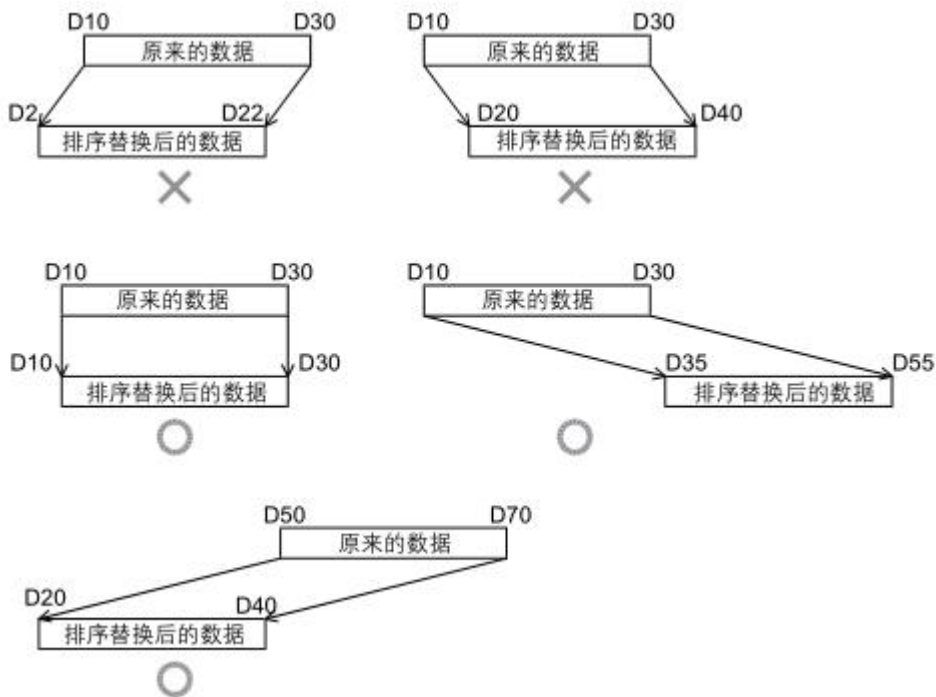 D10 D30 D10 D30
原来的数据 原来的数据
D2 D22 D20 D40
排序替换后的数据 排序替换后的数据
D10 D30 D10 D30
原来的数据 原来的数据
D10 D30 D35 D55
排序替换后的数据 排序替换后的数据
D50 D70
原来的数据
D20 D40
排序替换后的数据